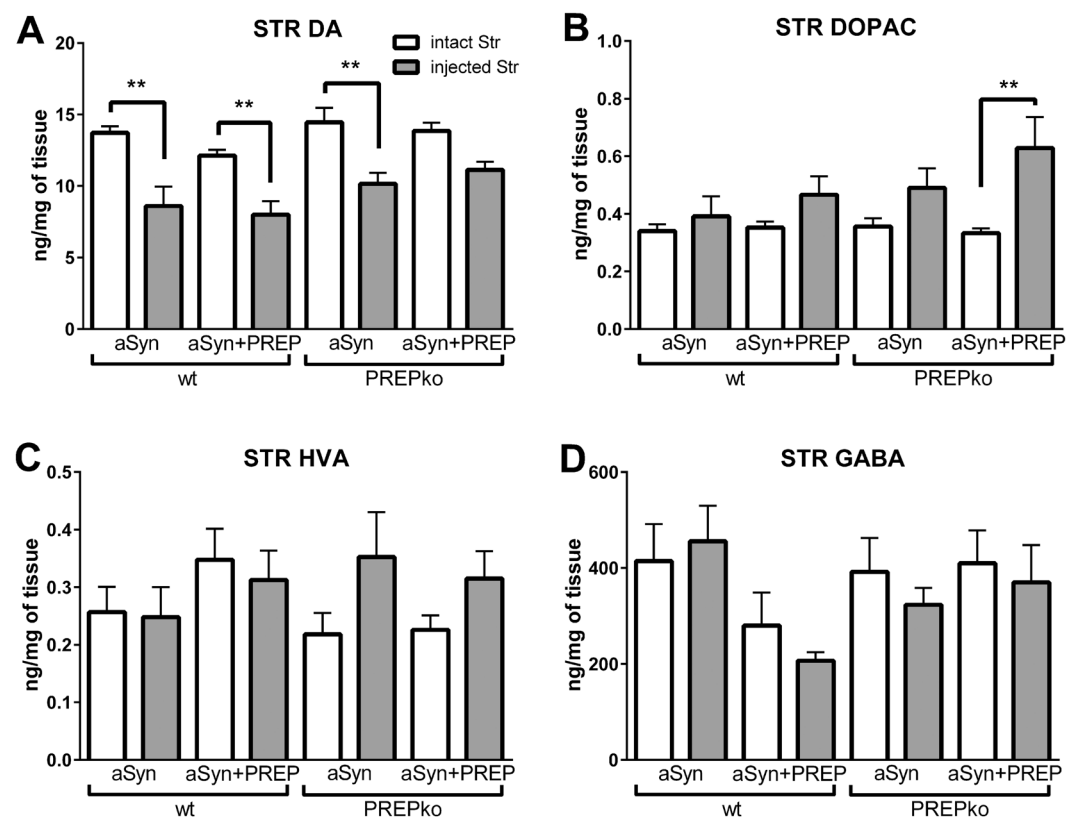 A
STR DA
intact Str
injected Str
ng/mg of tissue
20
15
10
5
0
**
**
**
aSyn aSyn+PREP aSyn aSyn+PREP
wt PREPko
B
STR DOPAC
ng/mg of tissue
1.0
0.8
0.6
0.4
0.2
0.0
**
aSyn aSyn+PREP aSyn aSyn+PREP
wt PREPko
C
STR HVA
ng/mg of tissue
0.5
0.4
0.3
0.2
0.1
0.0
aSyn aSyn+PREP aSyn aSyn+PREP
wt PREPko
D
STR GABA
ng/mg of tissue
600
400
200
0
aSyn aSyn+PREP aSyn aSyn+PREP
wt PREPko